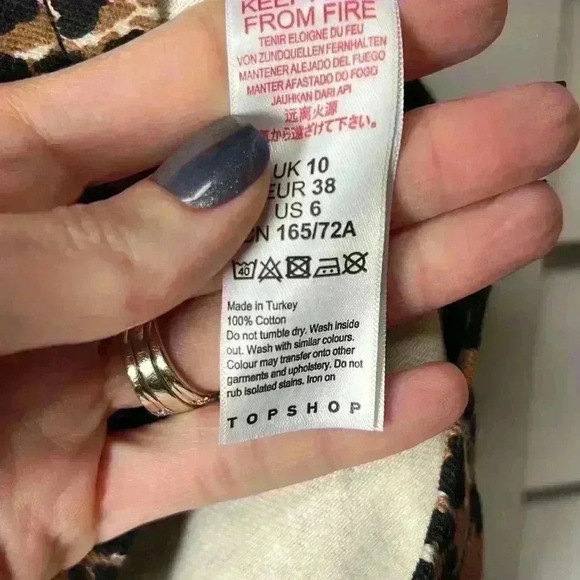 FROM FIRE
TENIR ELOIGNE DU FEU
VON ZUNDQUELLEN FERNHALTEN
MANTENER ALEJADO DEL FUEGO
MANTER AFASTADO DO FOGO
JAUHKAN DARI API
远离火源
から遠ざけて下さい。
UK 10
EUR 38
US 6
CN 165/72A
40
Made in Turkey
100% Cotton
Do not tumble dry. Wash inside
out. Wash with similar colours.
Colour may transfer onto other
garments and upholstery. Do not
rub isolated stains. Iron on
TOPSHOP